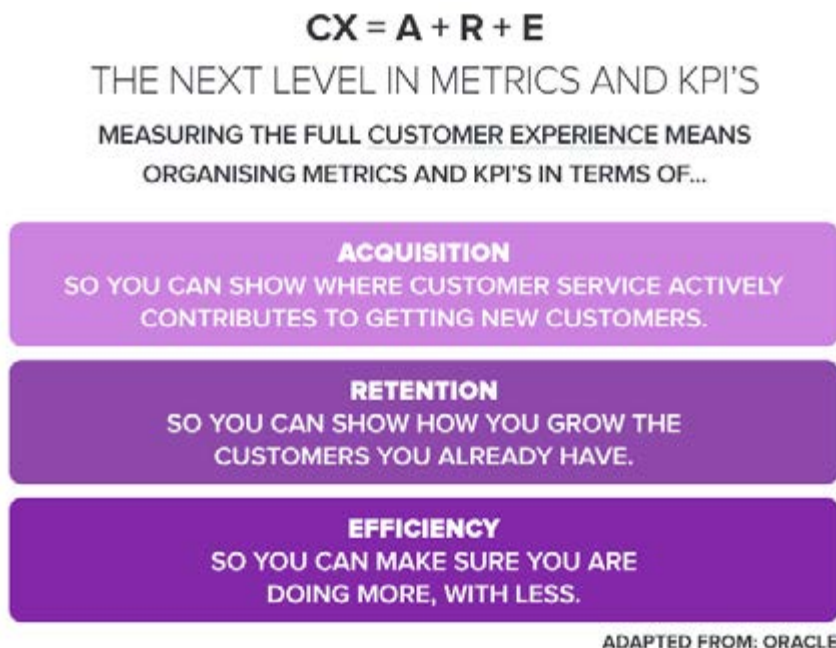 CX = A + R + E
THE NEXT LEVEL IN METRICS AND KPI'S
MEASURING THE FULL CUSTOMER EXPERIENCE MEANS
ORGANISING METRICS AND KPI'S IN TERMS OF...
ACQUISITION
SO YOU CAN SHOW WHERE CUSTOMER SERVICE ACTIVELY
CONTRIBUTES TO GETTING NEW CUSTOMERS.
RETENTION
SO YOU CAN SHOW HOW YOU GROW THE
CUSTOMERS YOU ALREADY HAVE.
EFFICIENCY
SO YOU CAN MAKE SURE YOU ARE
DOING MORE, WITH LESS.
ADAPTED FROM: ORACLE